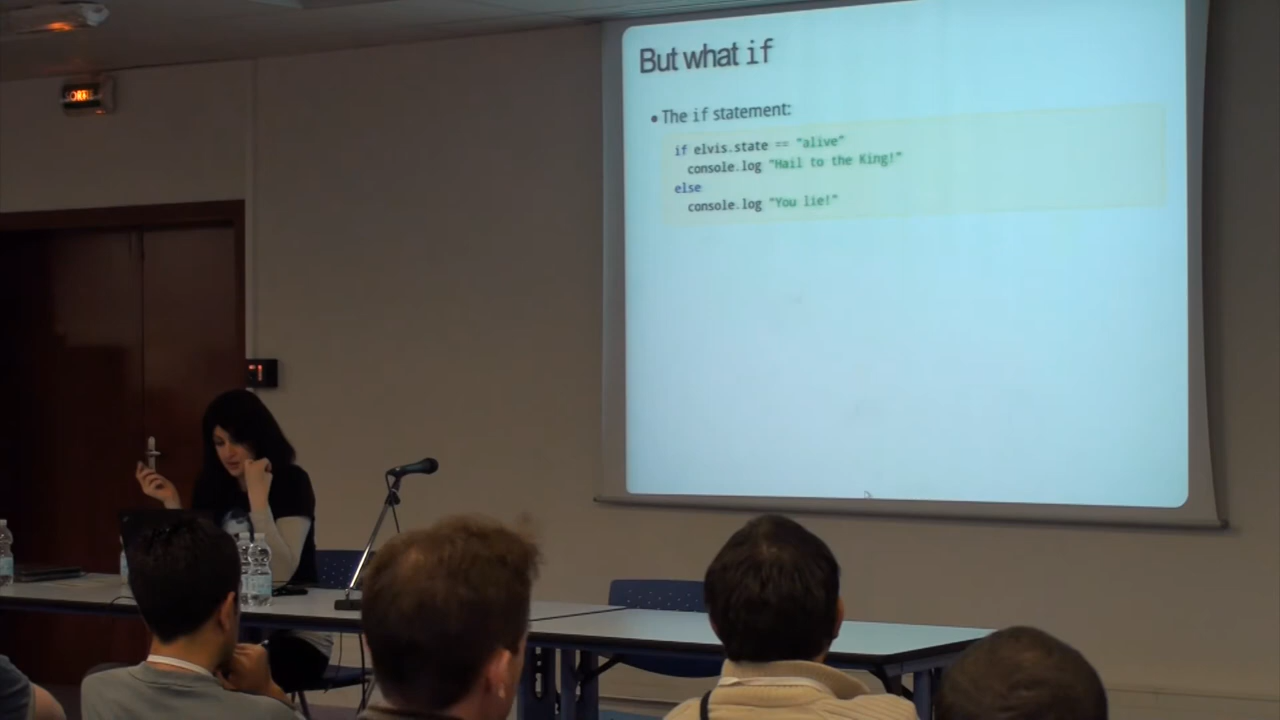 SORTIE
But what if
• The if statement:
if elvis.state == "alive"
console.log "Hail to the King!"
else
console.log "You lie!"